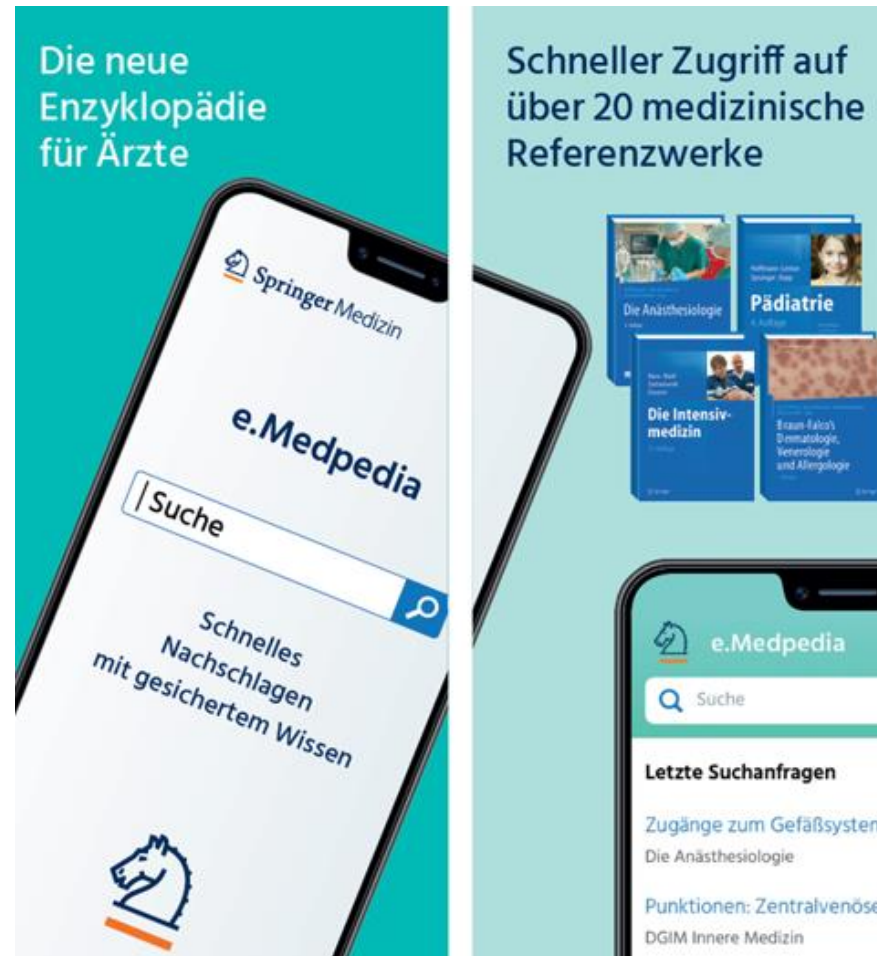 Die neue
Enzyklopädie
für Ärzte
Springer Medizin
e.Medpedia
Suche
Schnelles
Nachschlagen
mit gesichertem Wissen
Schneller Zugriff auf
über 20 medizinische
Referenzwerke
Die Anästhesiologie
Pädiatrie
Die Intensiv-
medizin
Braun-Falco's
Dermatologie,
Venerologie
und Allergologie
e.Medpedia
Suche
Letzte Suchanfragen
Zugänge zum Gefäßsystem
Die Anästhesiologie
Punktionen: Zentralvenöse
DGIM Innere Medizin